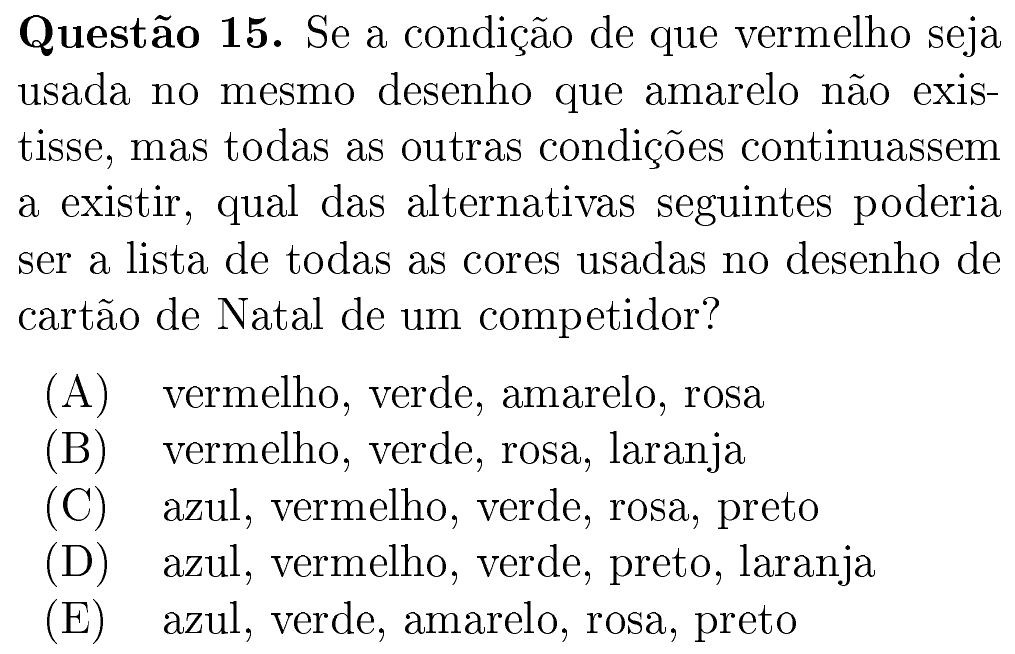 Questão 15. Se a condição de que vermelho seja
usada no mesmo desenho que amarelo não exis-
tisse, mas todas as outras condições continuassem
a existir, qual das alternativas seguintes poderia
ser a lista de todas as cores usadas no desenho de
cartão de Natal de um competidor?
(A) vermelho, verde, amarelo, rosa
(B) vermelho, verde, rosa, laranja
(C) azul, vermelho, verde, rosa, preto
(D) azul, vermelho, verde, preto, laranja
(E) azul, verde, amarelo, rosa, preto